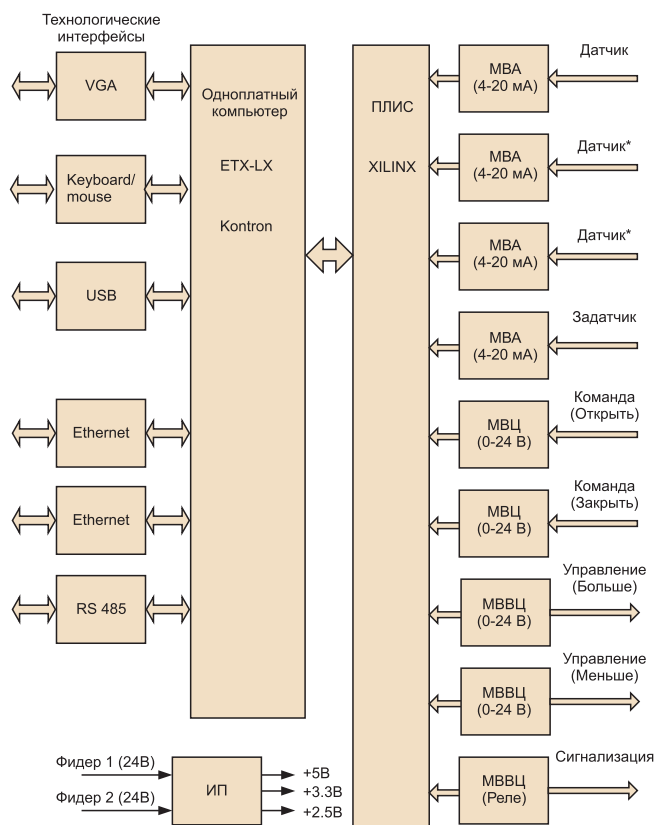 Технологические
интерфейсы
VGA
Keyboard/
mouse
USB
Ethernet
Ethernet
RS 485
Одноплатный
компьютер
ETX-LX
Kontron
ПЛИС
XILINX
МВА
(4-20 мА)
Датчик
МВА
(4-20 мА)
Датчик*
МВА
(4-20 мА)
Датчик*
МВА
(4-20 мА)
Задатчик
МВЦ
(0-24 В)
Команда
(Открыть)
МВЦ
(0-24 В)
Команда
(Закрыть)
МВВЦ
(0-24 В)
Управление
(Больше)
МВВЦ
(0-24 В)
Управление
(Меньше)
МВВЦ
(Реле)
Сигнализация
Фидер 1 (24В)
Фидер 2 (24В)
ИП
+5В
+3.3В
+2.5В